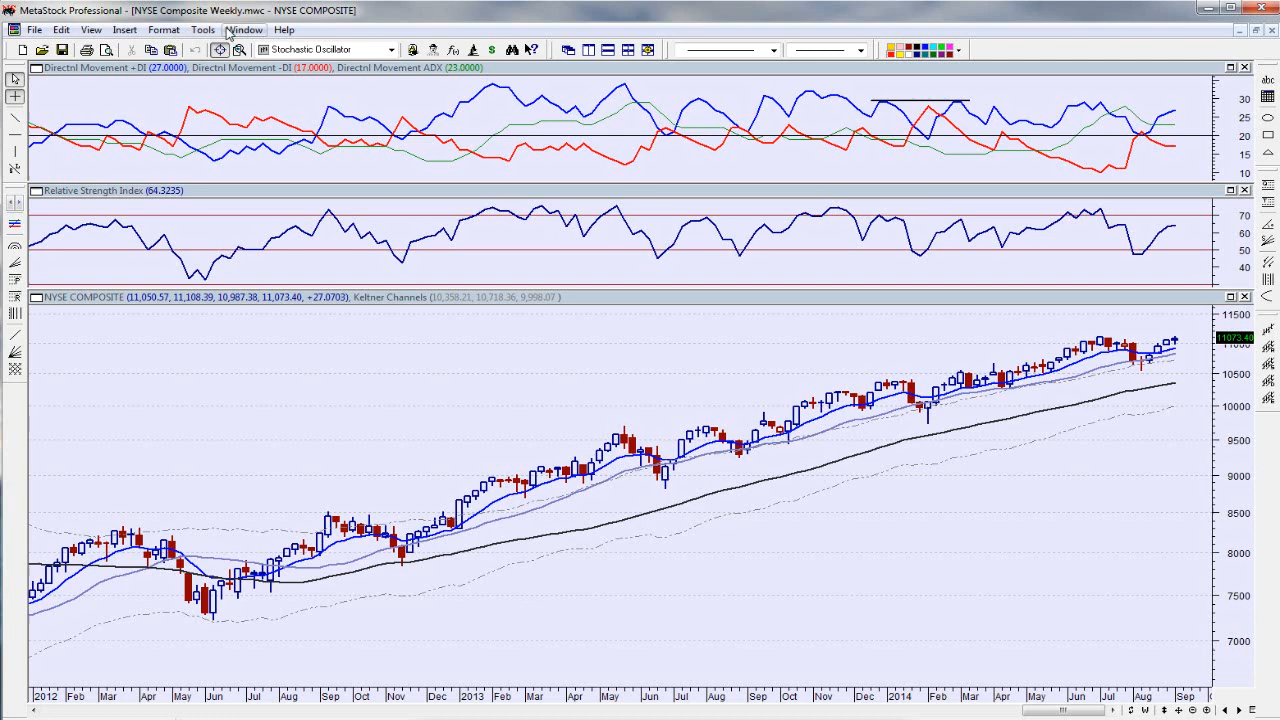 MetaStock Professional - [NYSE Composite Weekly.mwc - NYSE COMPOSITE]
File Edit View Insert Format Tools Window Help
Stochastic Oscillator
Directnl Movement +DI (27.0000), Directnl Movement -DI (17.0000), Directnl Movement ADX (23.0000)
30
25
20
15
10
Relative Strength Index (64.3235)
70
60
50
40
NYSE COMPOSITE (11,050.57, 11,108.39, 10,987.38, 11,073.40, +27.0703), Keltner Channels (10,358.21, 10,718.36, 9,998.07 )
11500
11073.40
11000
10500
10000
9500
9000
8500
8000
7500
7000
2012 Feb Mar Apr May Jun Jul Aug Sep Oct Nov Dec 2013 Feb Mar Apr May Jun Jul Aug Sep Oct Nov Dec 2014 Feb Mar Apr May Jun Jul Aug Sep
abc